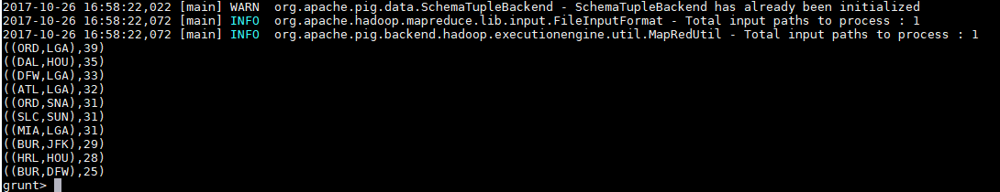 2017-10-26 16:58:22,022 [main] WARN  org.apache.pig.data.SchemaTupleBackend - SchemaTupleBackend has already been initialized
2017-10-26 16:58:22,072 [main] INFO  org.apache.hadoop.mapreduce.lib.input.FileInputFormat - Total input paths to process : 1
2017-10-26 16:58:22,072 [main] INFO  org.apache.pig.backend.hadoop.executionengine.util.MapRedUtil - Total input paths to process : 1
((ORD,LGA),39)
((DAL,HOU),35)
((DFW,LGA),33)
((ATL,LGA),32)
((ORD,SNA),31)
((SLC,SUN),31)
((MIA,LGA),31)
((BUR,JFK),29)
((HRL,HOU),28)
((BUR,DFW),25)
grunt>